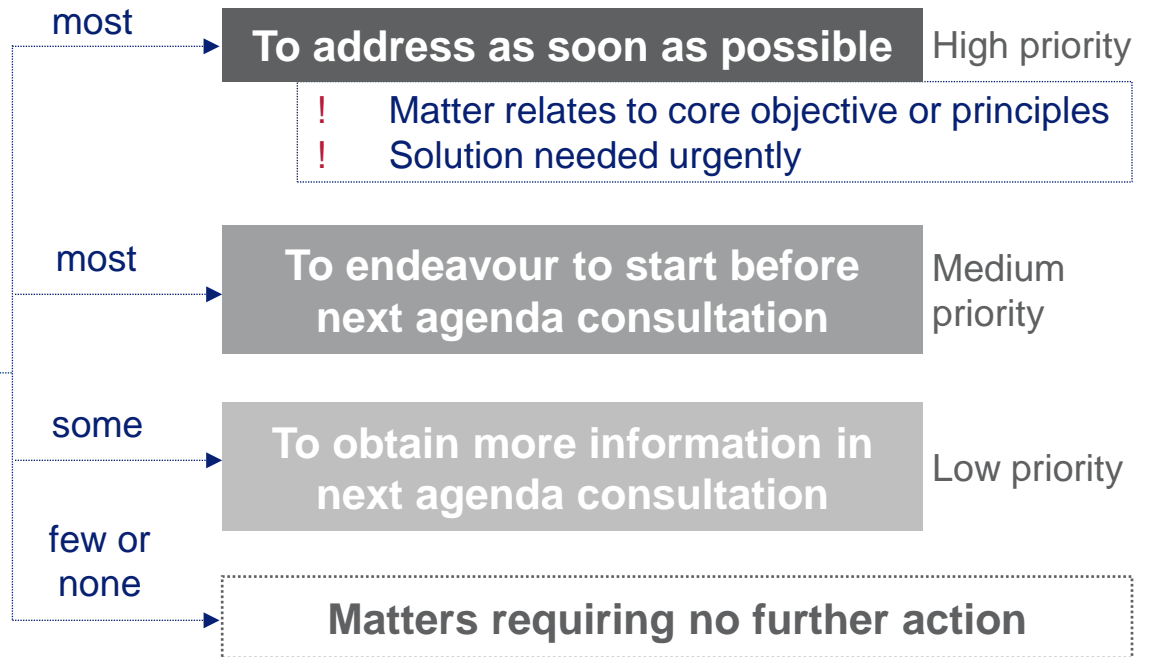 most
To address as soon as possible
High priority
! Matter relates to core objective or principles
! Solution needed urgently
most
To endeavour to start before
next agenda consultation
Medium
priority
some
To obtain more information in
next agenda consultation
Low priority
few or
none
Matters requiring no further action